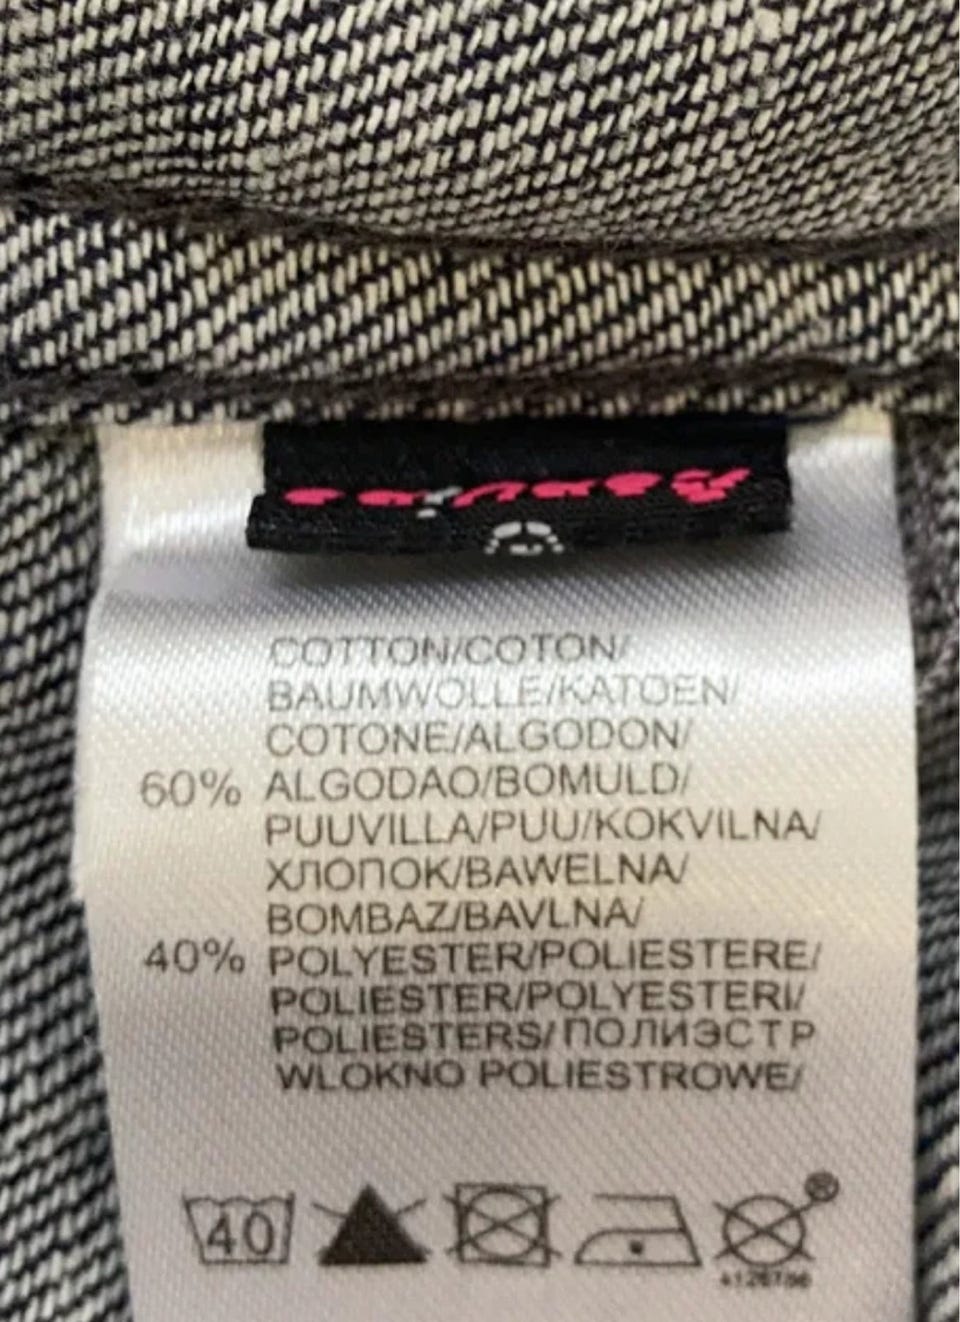 COTTON/COTON/
BAUMWOLLE/KATOEN/
COTONE/ALGODON/
60% ALGODAO/BOMULD/
PUUVILLA/PUU/KOKVILNA/
ХЛОПОК/BAWELNA/
BOMBAZ/BAVLNA/
40% POLYESTER/POLIESTERE/
POLIESTER/POLYESTERI/
POLIESTERS/ПОЛИЭСТР
WLOKNO POLIESTROWE/
40
®